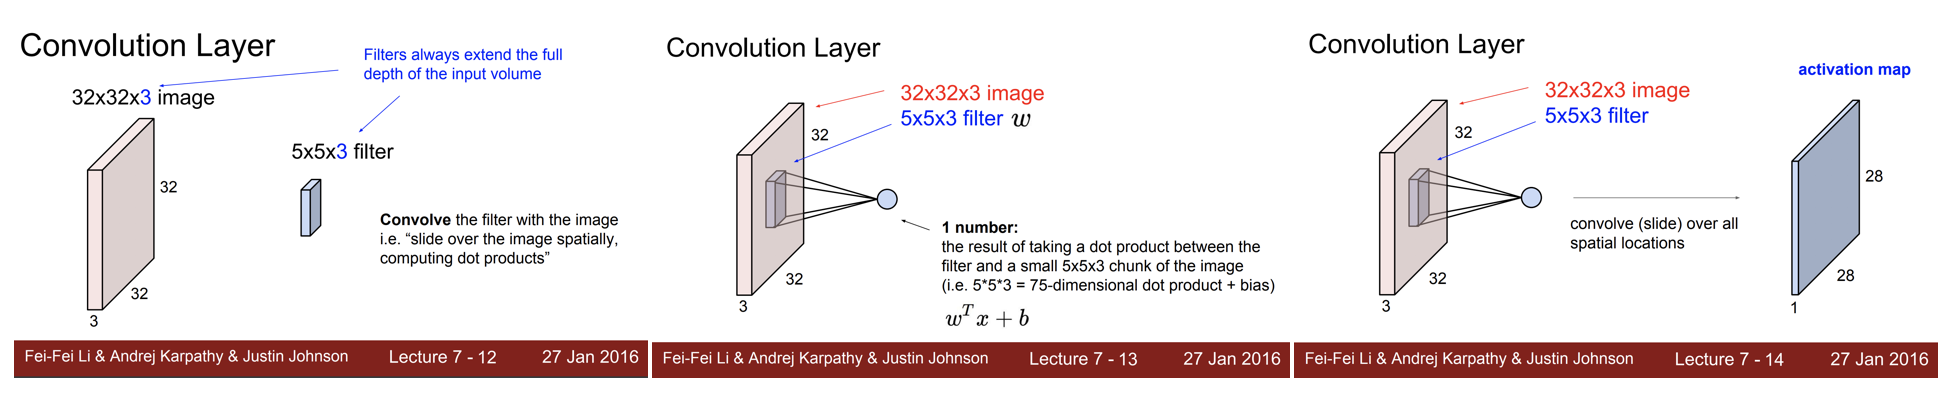 Convolution Layer
Filters always extend the full
depth of the input volume
32x32x3 image
5x5x3 filter
32
32
3
Convolve the filter with the image
i.e. “slide over the image spatially,
computing dot products”
Fei-Fei Li & Andrej Karpathy & Justin Johnson
Lecture 7 - 12
27 Jan 2016
Convolution Layer
32x32x3 image
5x5x3 filter w
32
32
3
1 number:
the result of taking a dot product between the
filter and a small 5x5x3 chunk of the image
(i.e. 5*5*3 = 75-dimensional dot product + bias)
w^T x + b
Fei-Fei Li & Andrej Karpathy & Justin Johnson
Lecture 7 - 13
27 Jan 2016
Convolution Layer
32x32x3 image
5x5x3 filter
32
32
3
convolve (slide) over all
spatial locations
activation map
28
28
1
Fei-Fei Li & Andrej Karpathy & Justin Johnson
Lecture 7 - 14
27 Jan 2016